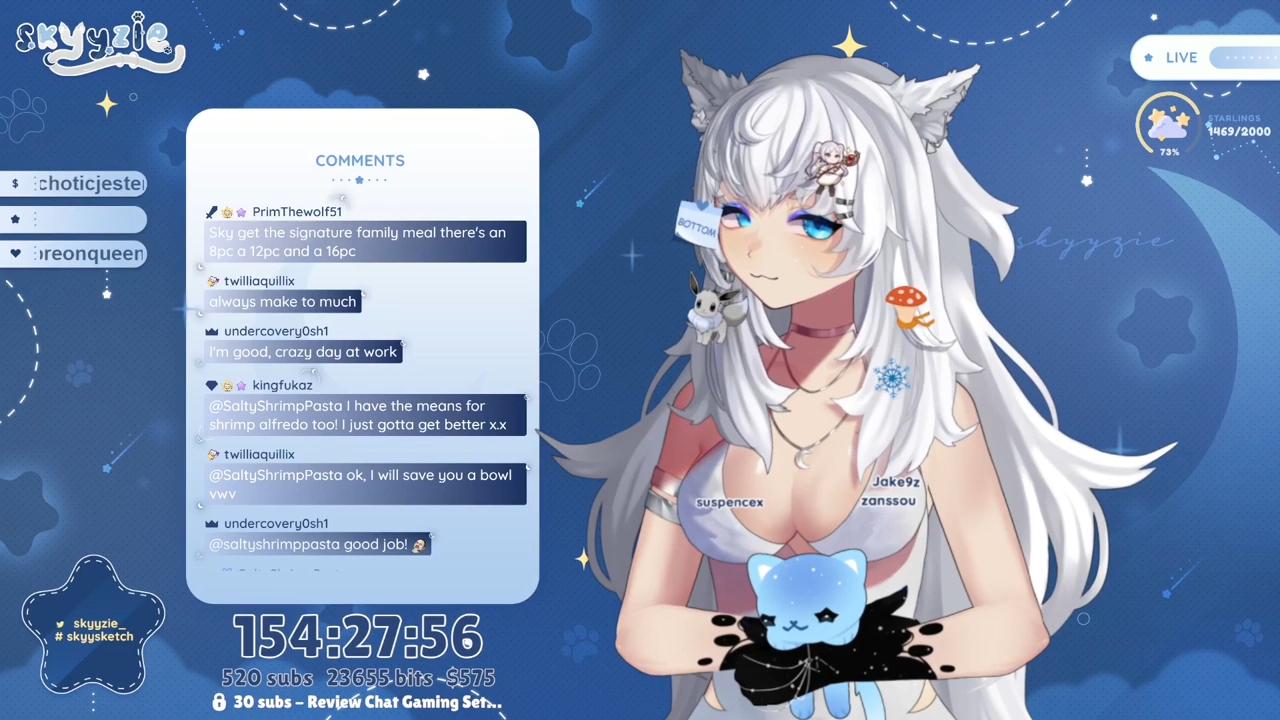 skyyzie
LIVE
STARLINGS
1469/2000
73%
$ choticjeste
oreonqueen
COMMENTS
PrimThewolf51
Sky get the signature family meal there's an
8pc a 12pc and a 16pc
twilliaquillix
always make to much
undercovery0sh1
I'm good, crazy day at work
kingfukaz
@SaltyShrimpPasta I have the means for
shrimp alfredo too! I just gotta get better x.x
twilliaquillix
@SaltyShrimpPasta ok, I will save you a bowl
vwv
undercovery0sh1
@saltyshrimppasta good job!
BOTTOM
skyyzie
suspencex
Jake9z
zanssou
skyyzie_
# skyysketch
154:27:56
520 subs 23655 bits -$575
30 subs - Review Chat Gaming Set...